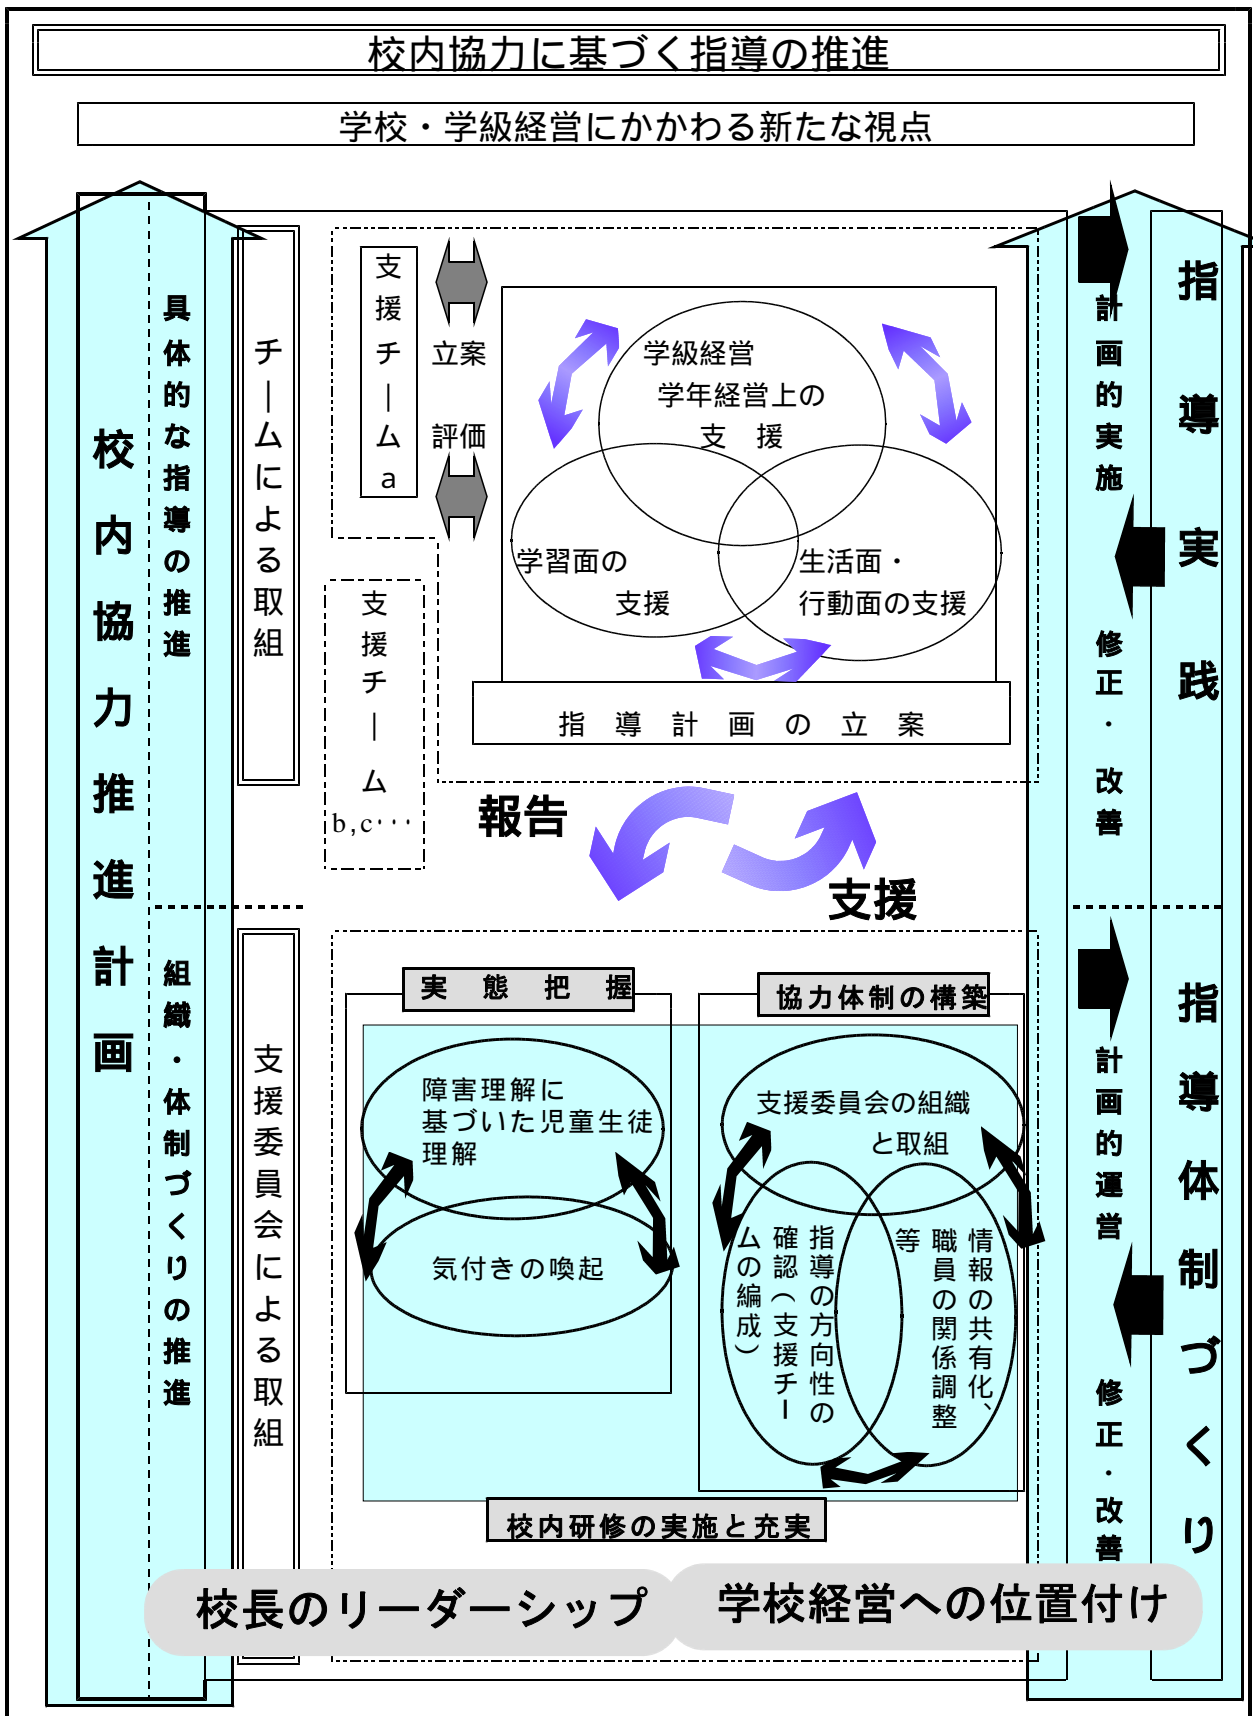 校内協力に基づく指導の推進
学校・学級経営にかかわる新たな視点
校内協力推進計画
具体的な指導の推進
組織・体制づくりの推進
チームによる取組
支援チームa
立案
評価
支援チーム
b,c・・・
学級経営
学年経営上の
支　援
学習面の
支援
生活面・
行動面の支援
指　導　計　画　の　立　案
計画的実施
修正・改善
指導実践
報告
支援
支援委員会による取組
実　態　把　握
障害理解に
基づいた児童生徒
理解
気付きの喚起
協力体制の構築
支援委員会の組織
と取組
指導の方向性の
確認（支援チー
ムの編成）
情報の共有化、
職員の関係調整
等
校内研修の実施と充実
計画的運営
修正・改善
指導体制づくり
校長のリーダーシップ
学校経営への位置付け